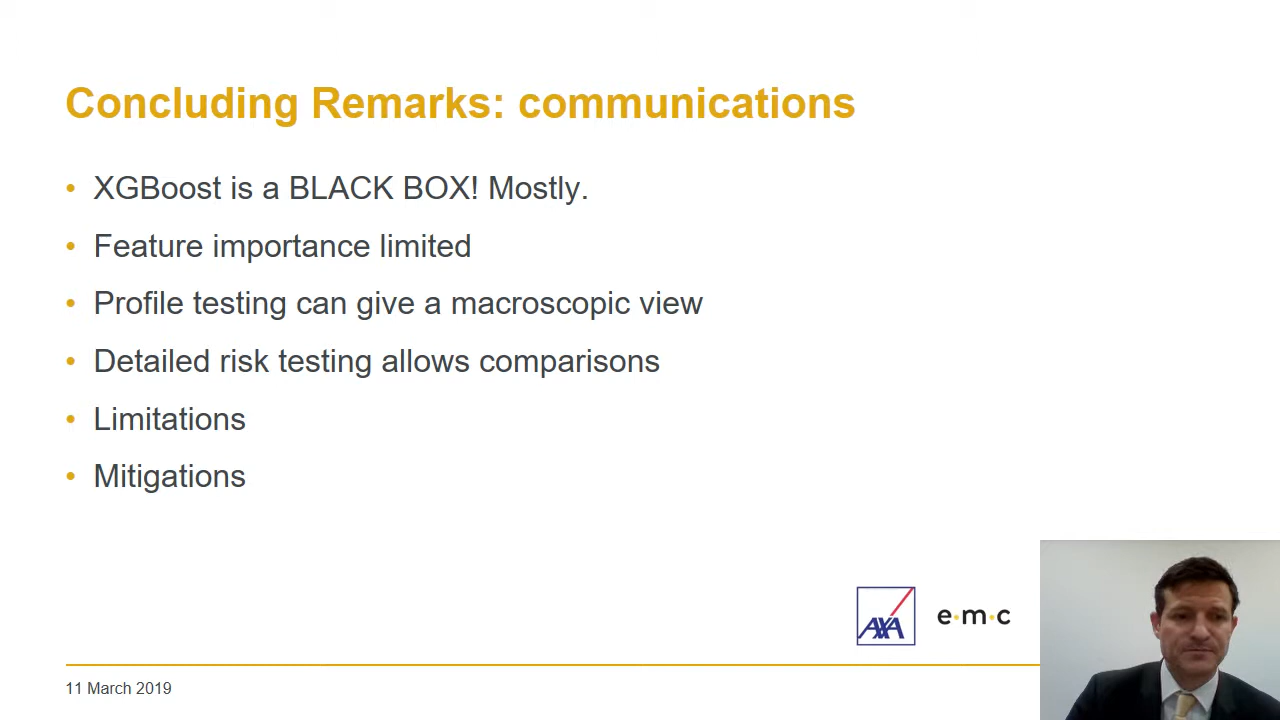 Concluding Remarks: communications
• XGBoost is a BLACK BOX! Mostly.
• Feature importance limited
• Profile testing can give a macroscopic view
• Detailed risk testing allows comparisons
• Limitations
• Mitigations
AXA
e·m·c
11 March 2019